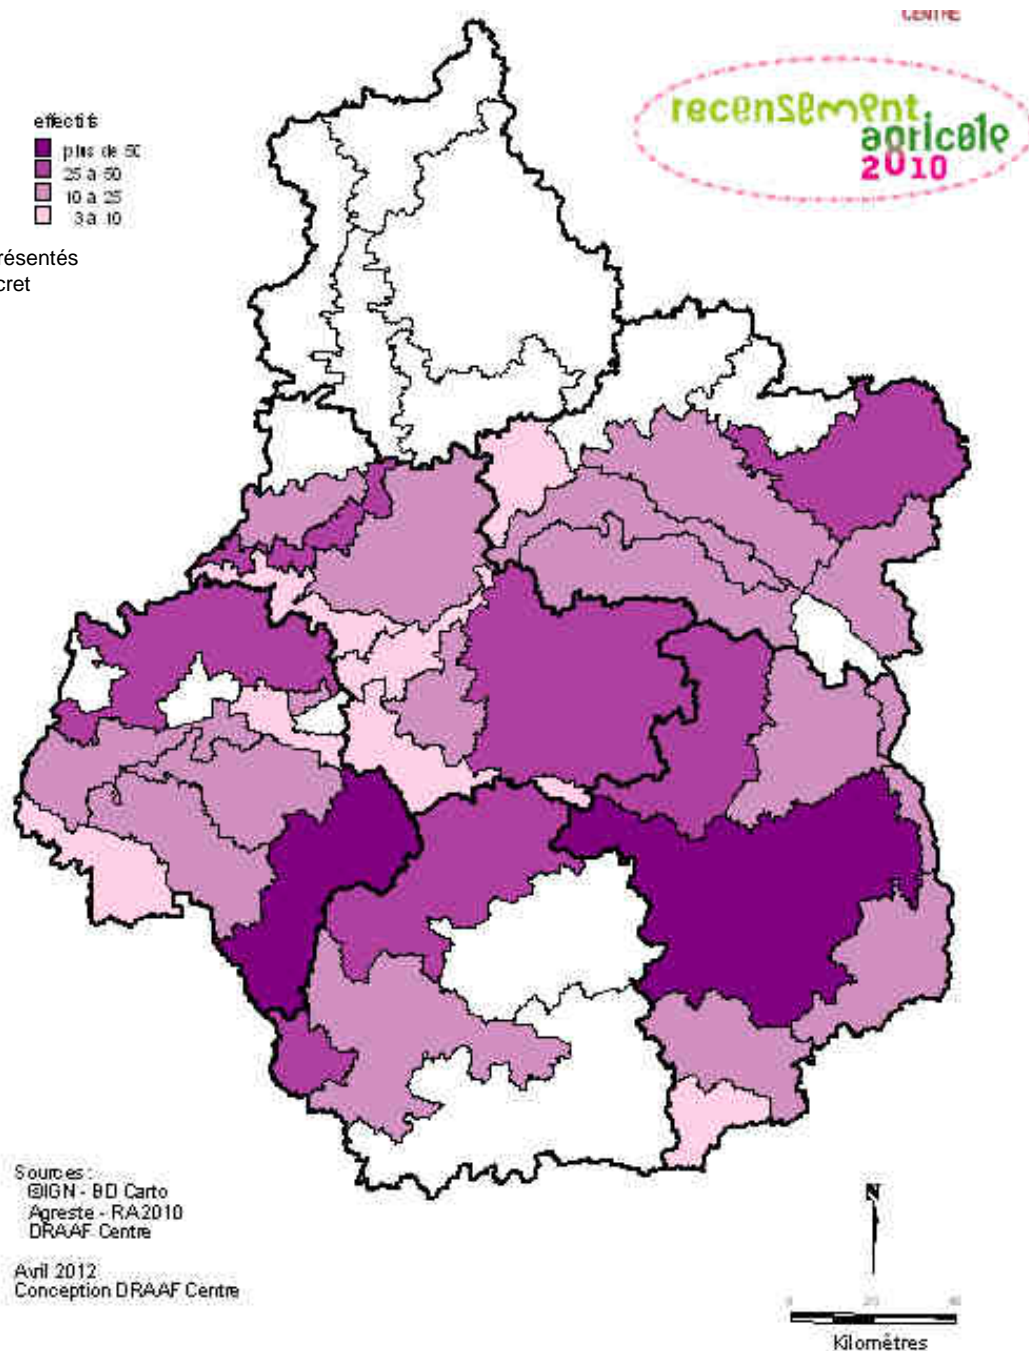 CENTRE
recensement
agricole
2010
effectifs
plus de 50
25 à 50
10 à 25
3 à 10
résentés
cret
Sources :
©IGN - BD Carto
Agreste - RA2010
DRAAF Centre
Avril 2012
Conception DRAAF Centre
N
0 20 40
Kilomètres